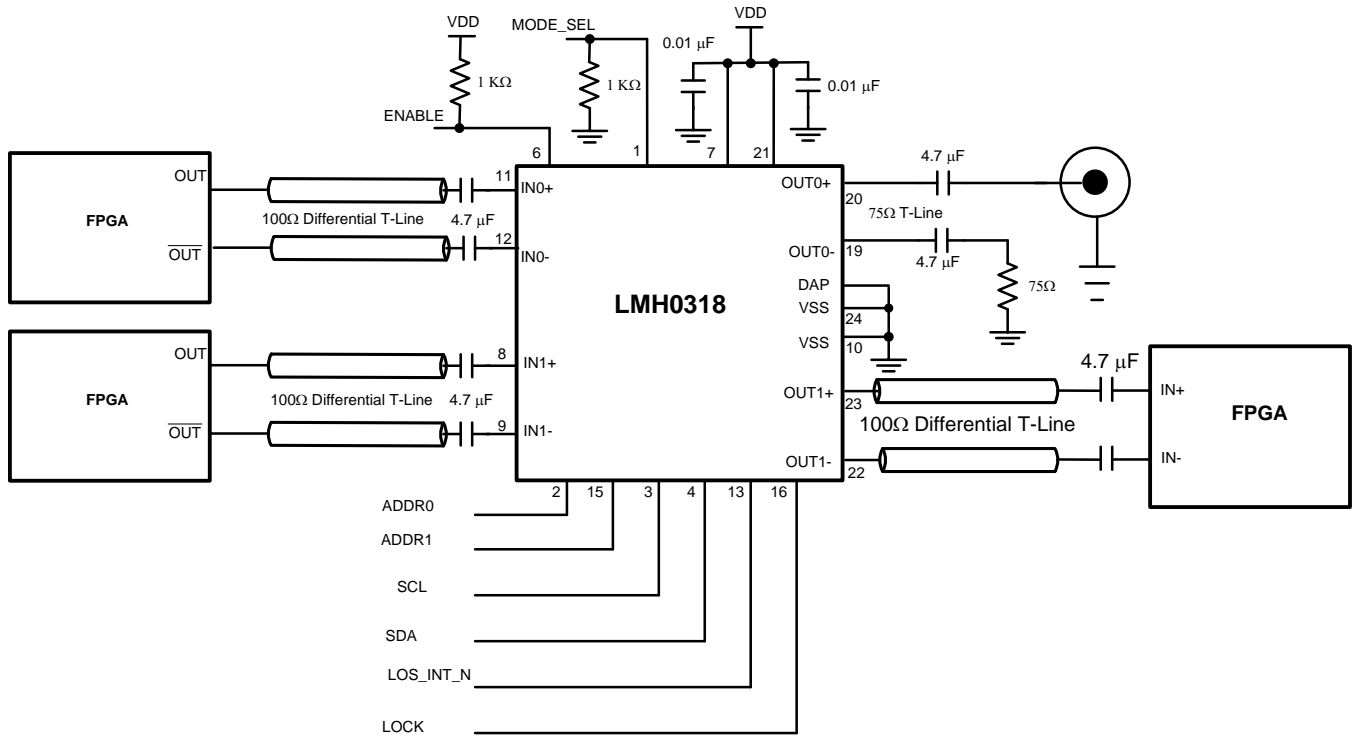 VDD
MODE_SEL
VDD
0.01 μF
1 KΩ
1 KΩ
0.01 μF
ENABLE
6
1
7
21
4.7 μF
OUT
11
IN0+
OUT0+
20
FPGA
100Ω Differential T-Line
4.7 μF
75Ω T-Line
OUT
12
IN0-
OUT0-
19
4.7 μF
75Ω
DAP
LMH0318
VSS
24
VSS
10
OUT
8
IN1+
4.7 μF
FPGA
100Ω Differential T-Line
4.7 μF
OUT1+
23
IN+
FPGA
100Ω Differential T-Line
OUT
9
IN1-
OUT1-
22
IN-
2
15
3
4
13
16
ADDR0
ADDR1
SCL
SDA
LOS_INT_N
LOCK